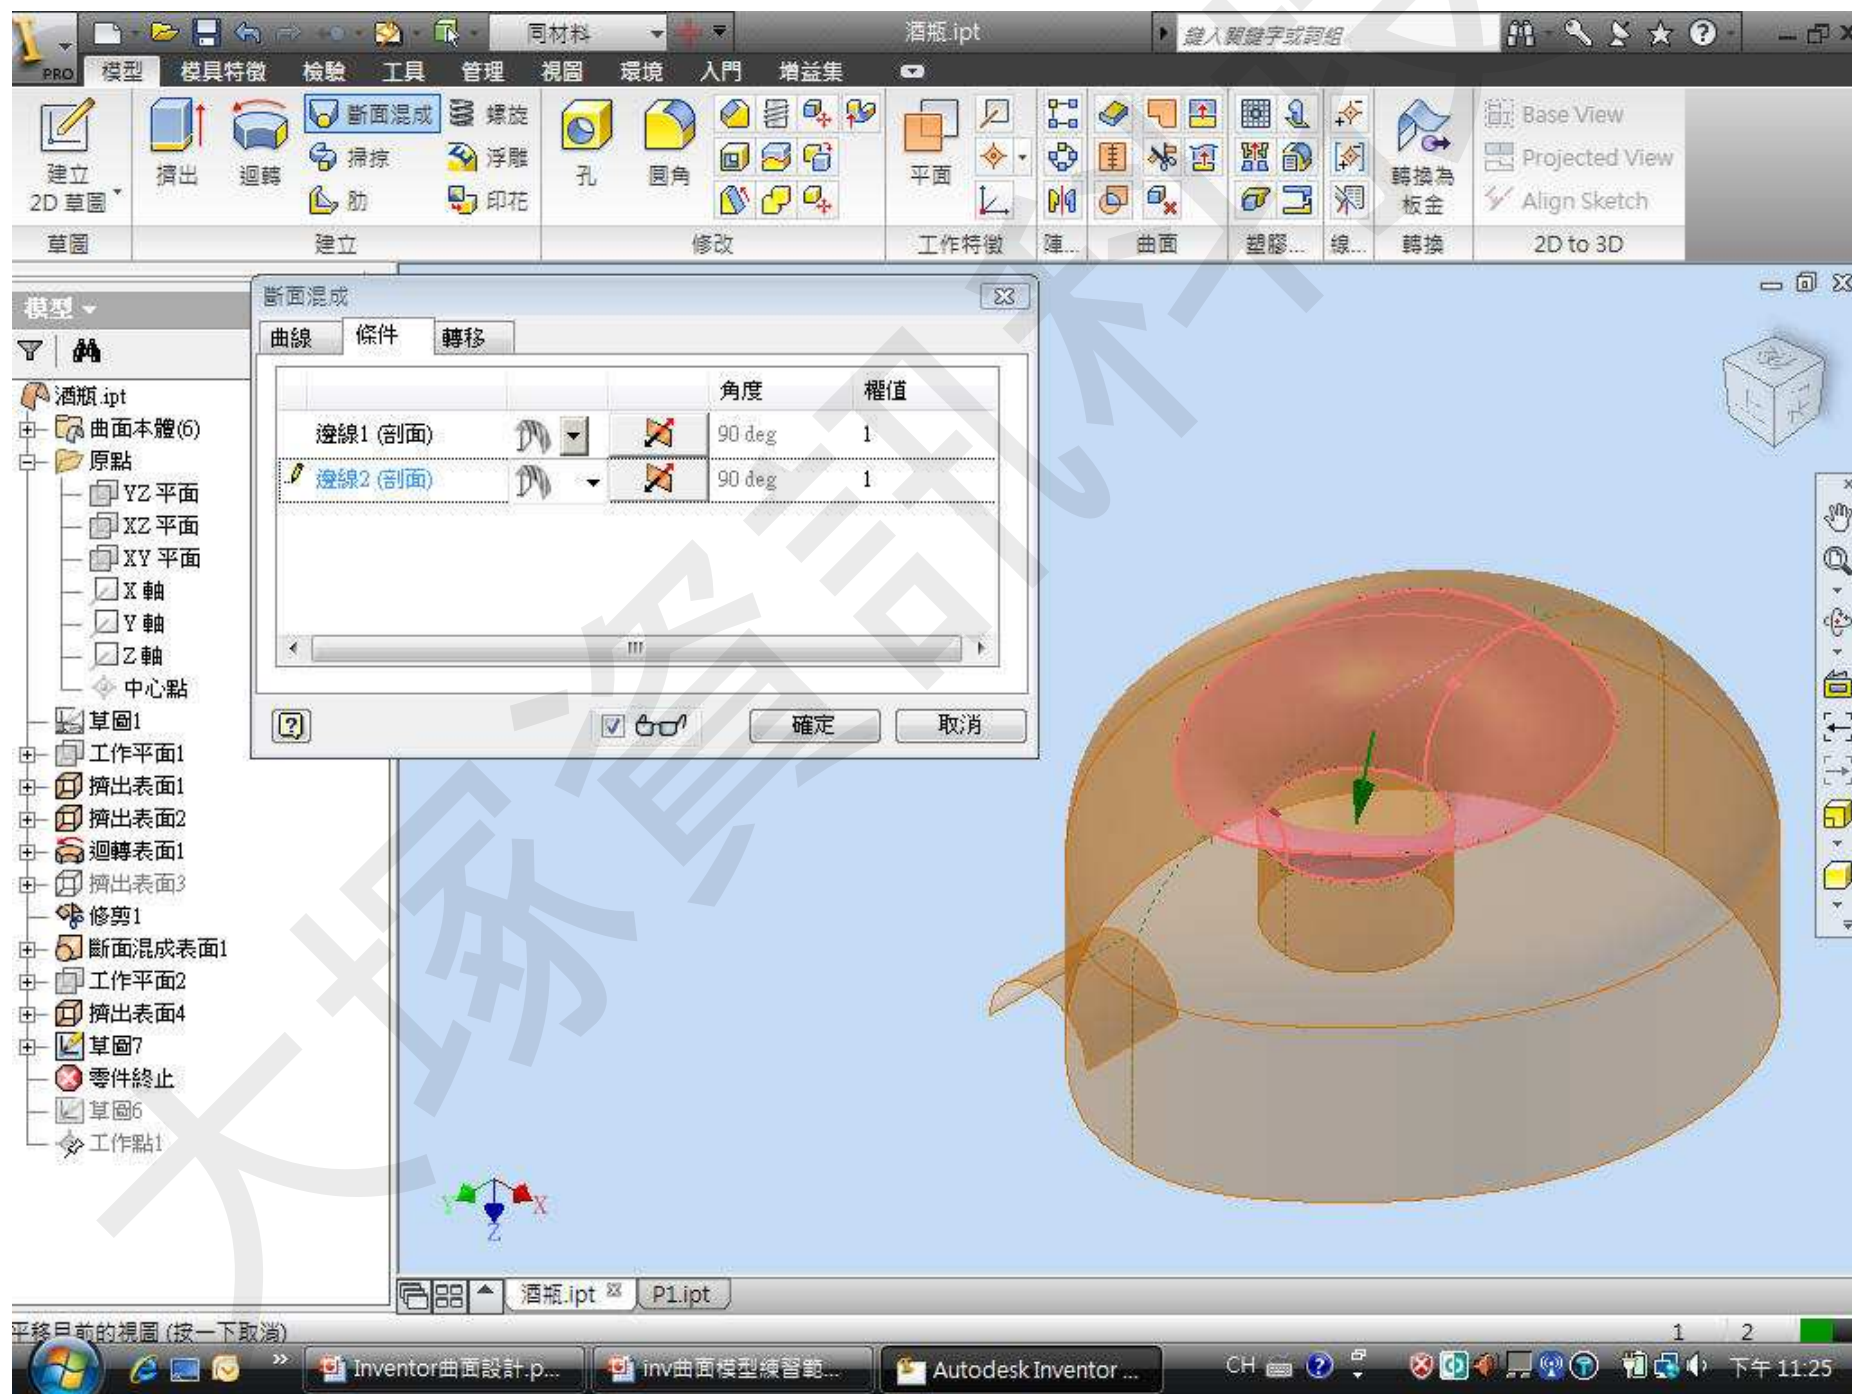 同材料
酒瓶.ipt
鍵入關鍵字或詞組
PRO
模型 模具特徵 檢驗 工具 管理 視圖 環境 入門 增益集
建立
2D 草圖
擠出
迴轉
斷面混成
掃掠
肋
螺旋
浮雕
印花
孔
圓角
平面
轉換為
板金
Base View
Projected View
Align Sketch
草圖 建立 修改 工作特徵 陣... 曲面 塑膠... 線... 轉換 2D to 3D
模型
酒瓶.ipt
曲面本體(6)
原點
YZ 平面
XZ 平面
XY 平面
X 軸
Y 軸
Z 軸
中心點
草圖1
工作平面1
擠出表面1
擠出表面2
迴轉表面1
擠出表面3
修剪1
斷面混成表面1
工作平面2
擠出表面4
草圖7
零件終止
草圖6
工作點1
斷面混成
曲線 條件 轉移
角度 權值
邊線1 (剖面) 90 deg 1
邊線2 (剖面) 90 deg 1
確定 取消
Y X
Z
酒瓶.ipt P1.ipt
平移目前的視圖 (按一下取消)
1 2
Inventor曲面設計.p...
inv曲面模型練習範...
Autodesk Inventor ...
CH
下午 11:25
大塚資訊科技